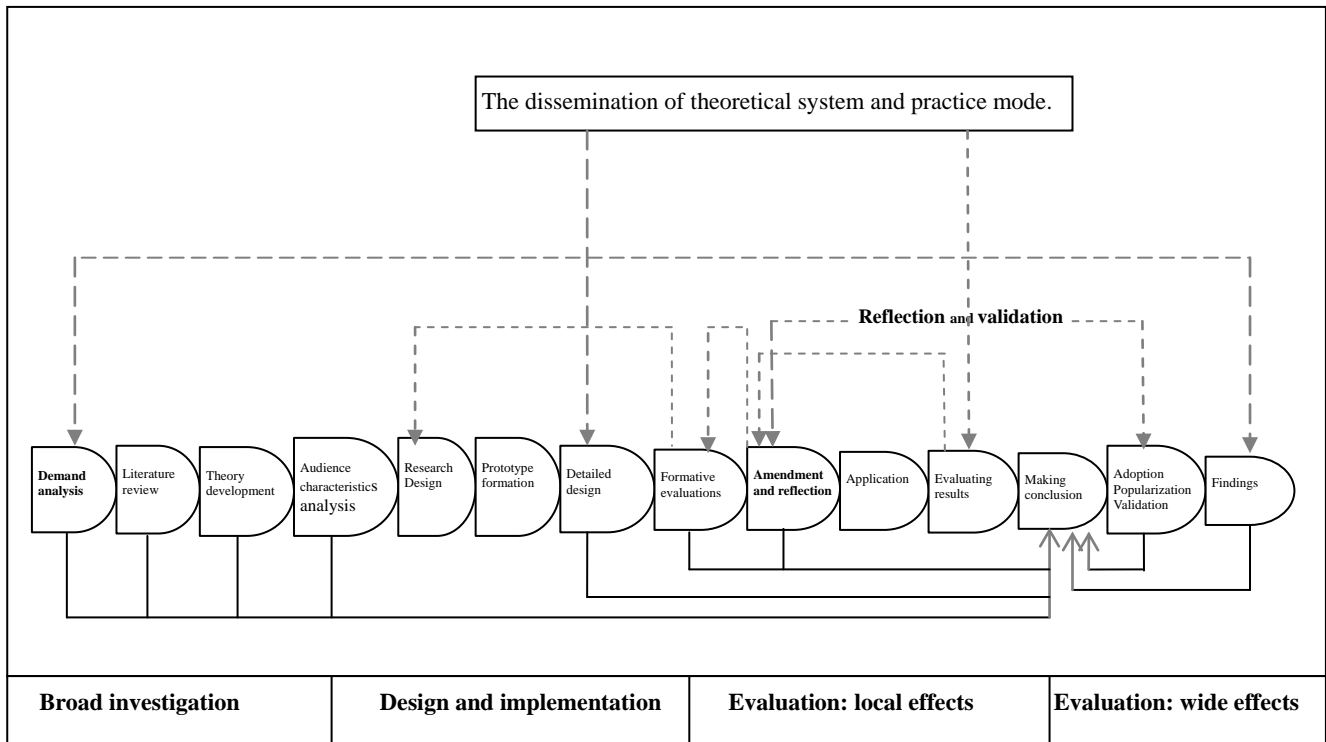 The dissemination of theoretical system and practice mode.
Reflection and validation
Demand
analysis
Literature
review
Theory
development
Audience
characteristics
analysis
Research
Design
Prototype
formation
Detailed
design
Formative
evaluations
Amendment
and reflection
Application
Evaluating
results
Making
conclusion
Adoption
Popularization
Validation
Findings
Broad investigation
Design and implementation
Evaluation: local effects
Evaluation: wide effects